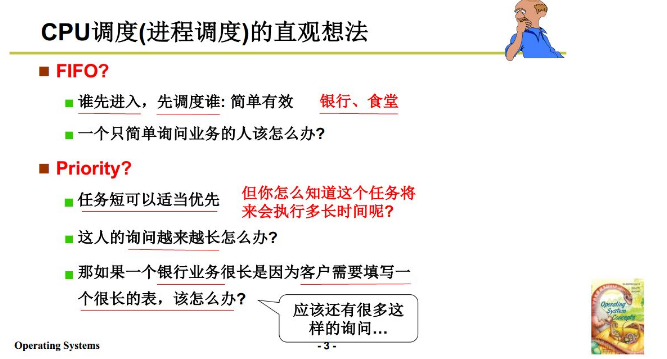 CPU调度(进程调度)的直观想法
FIFO?
谁先进入，先调度谁: 简单有效 银行、食堂
一个只简单询问业务的人该怎么办?
Priority?
任务短可以适当优先
但你怎么知道这个任务将
来会执行多长时间呢?
这人的询问越来越长怎么办?
那如果一个银行业务很长是因为客户需要填写一
个很长的表，该怎么办?
应该还有很多这
样的询问…
Operating
System
Concepts
Operating Systems
- 3 -